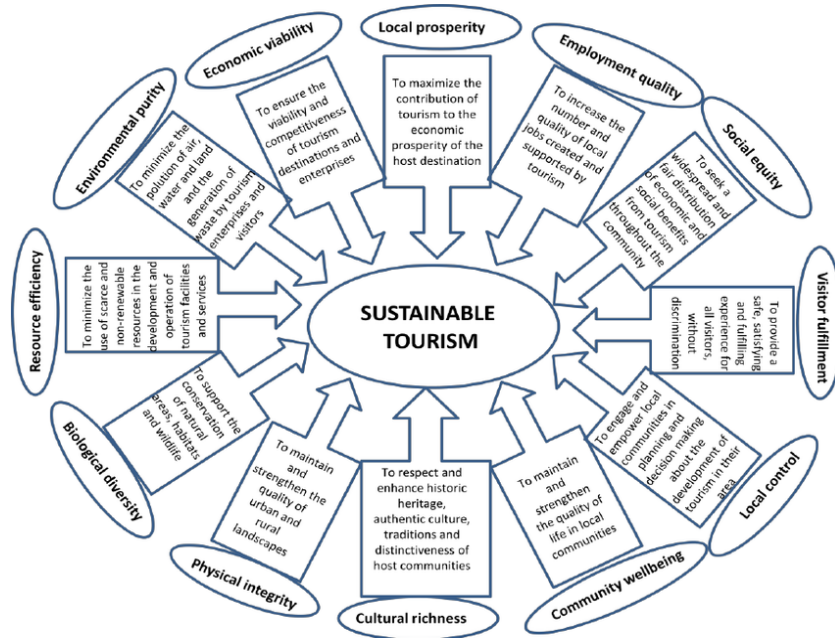 Local prosperity
To maximize the
contribution of
tourism to the
economic
prosperity of the
host destination
Employment quality
To increase the
number and
quality of local
jobs created and
supported by
tourism
Social equity
To seek a
widespread and
fair distribution
of economic and
social benefits
from tourism
throughout the
community
Visitor fulfillment
To provide a
safe, satisfying
and fulfilling
experience for
all visitors,
without
discrimination
Local control
To engage and
empower local
communities in
planning and
decision making
about the
development of
tourism in their
area
Community wellbeing
To maintain
and
strengthen
the quality of
life in local
communities
Cultural richness
To respect and
enhance historic
heritage,
authentic culture,
traditions and
distinctiveness of
host communities
Physical integrity
To maintain
and
strengthen the
quality of
urban and
rural
landscapes
Biological diversity
To support the
conservation
of natural
areas, habitats
and wildlife
Resource efficiency
To minimize the
use of scarce and
non-renewable
resources in the
development and
operation of
tourism facilities
and services
Environmental purity
To minimize the
polution of air,
water and land
and the
generation of
waste by tourism
enterprises and
visitors
Economic viability
To ensure the
viability and
competitiveness
of tourism
destinations and
enterprises
SUSTAINABLE
TOURISM